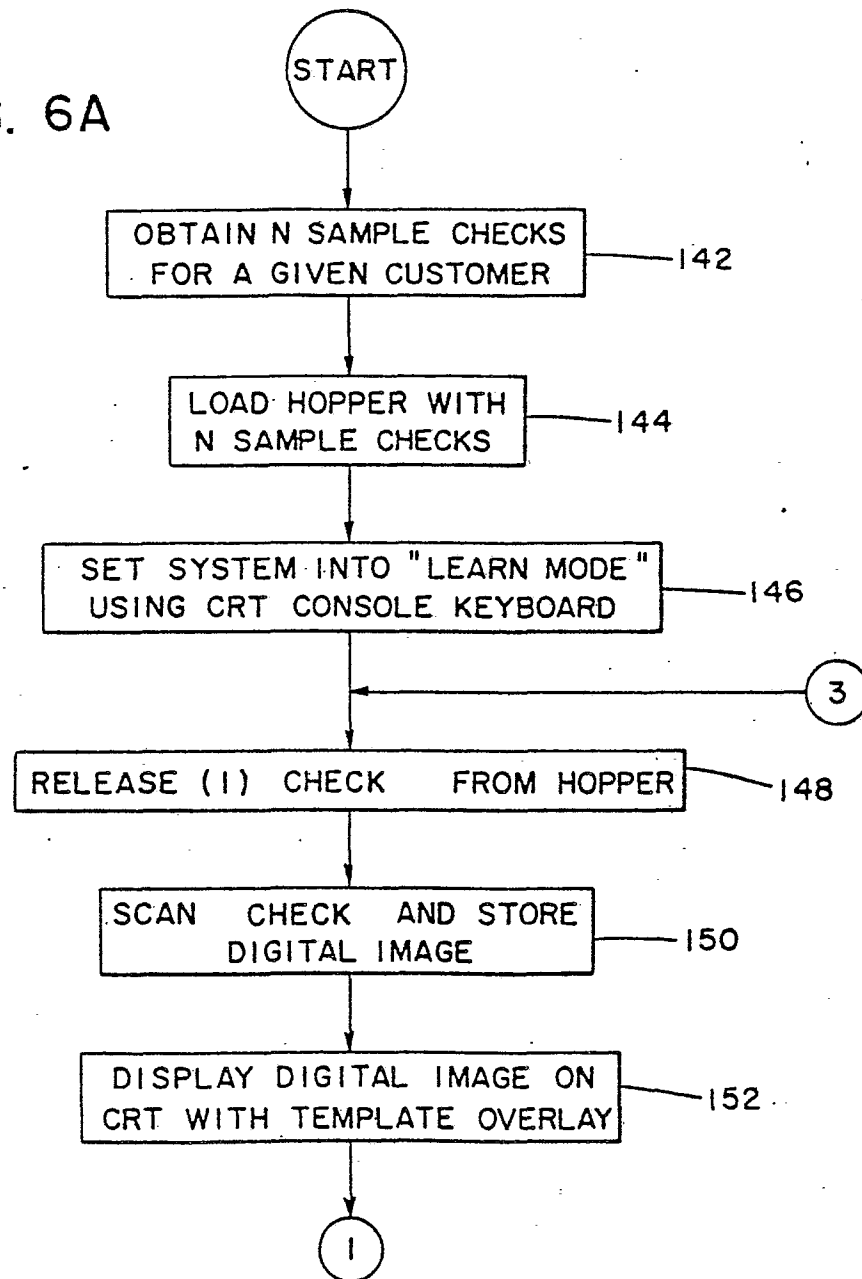 START
. 6A
OBTAIN N SAMPLE CHECKS
FOR A GIVEN CUSTOMER
142
LOAD HOPPER WITH
N SAMPLE CHECKS
144
SET SYSTEM INTO "LEARN MODE"
USING CRT CONSOLE KEYBOARD
146
3
RELEASE (1) CHECK FROM HOPPER
148
SCAN CHECK AND STORE
DIGITAL IMAGE
150
DISPLAY DIGITAL IMAGE ON
CRT WITH TEMPLATE OVERLAY
152
1